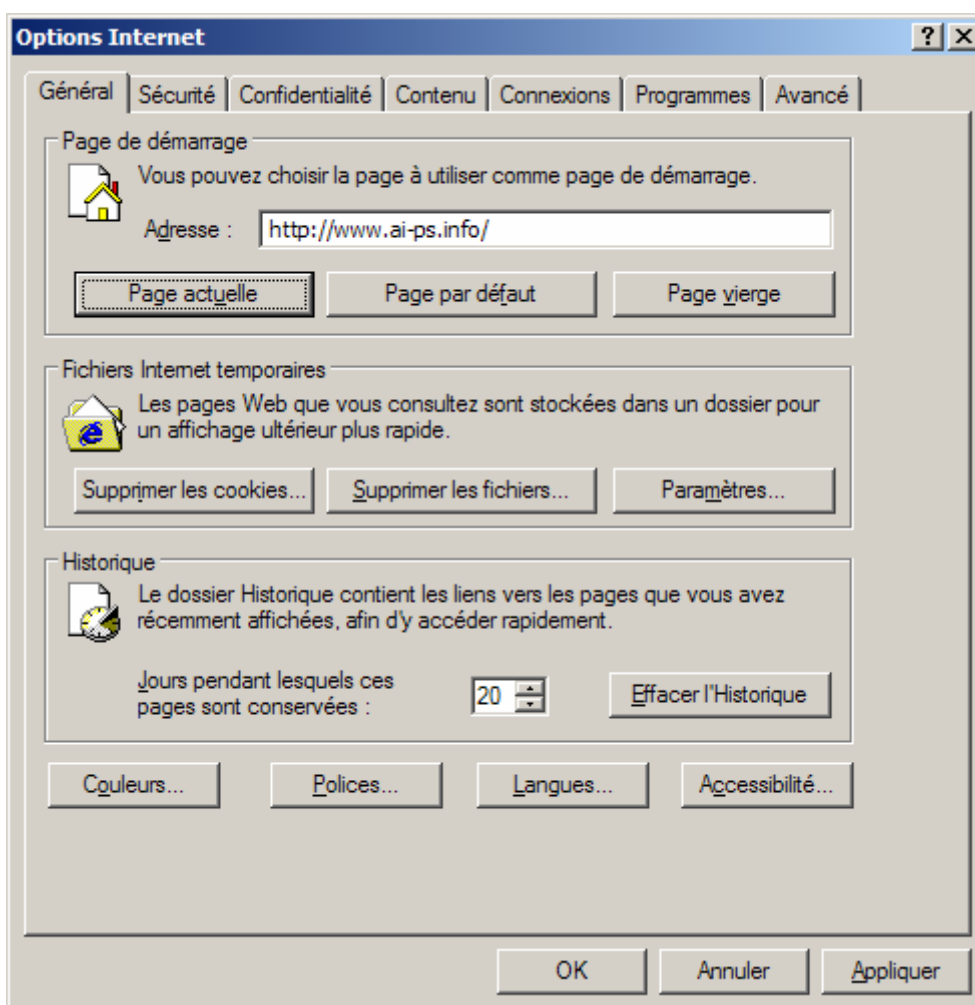 Options Internet
Général Sécurité Confidentialité Contenu Connexions Programmes Avancé
Page de démarrage
Vous pouvez choisir la page à utiliser comme page de démarrage.
Adresse : http://www.ai-ps.info/
Page actuelle Page par défaut Page vierge
Fichiers Internet temporaires
Les pages Web que vous consultez sont stockées dans un dossier pour
un affichage ultérieur plus rapide.
Supprimer les cookies... Supprimer les fichiers... Paramètres...
Historique
Le dossier Historique contient les liens vers les pages que vous avez
récemment affichées, afin d'y accéder rapidement.
Jours pendant lesquels ces
pages sont conservées : 20 Effacer l'Historique
Couleurs... Polices... Langues... Accessibilité...
OK Annuler Appliquer